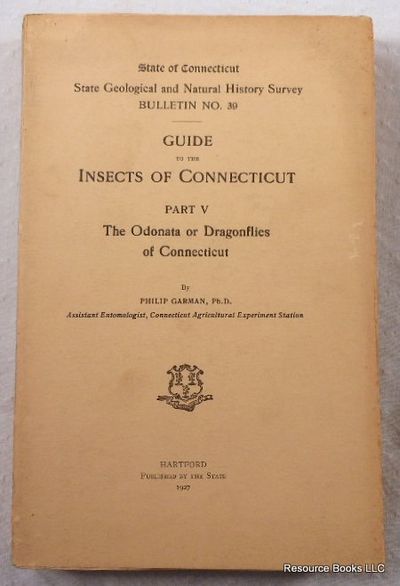 State of Connecticut
State Geological and Natural History Survey
BULLETIN NO. 39
GUIDE
TO THE
INSECTS OF CONNECTICUT
PART V
The Odonata or Dragonflies
of Connecticut
By
PHILIP GARMAN, Ph.D.
Assistant Entomologist, Connecticut Agricultural Experiment Station
HARTFORD
PUBLISHED BY THE STATE
1927
Resource Books LLC